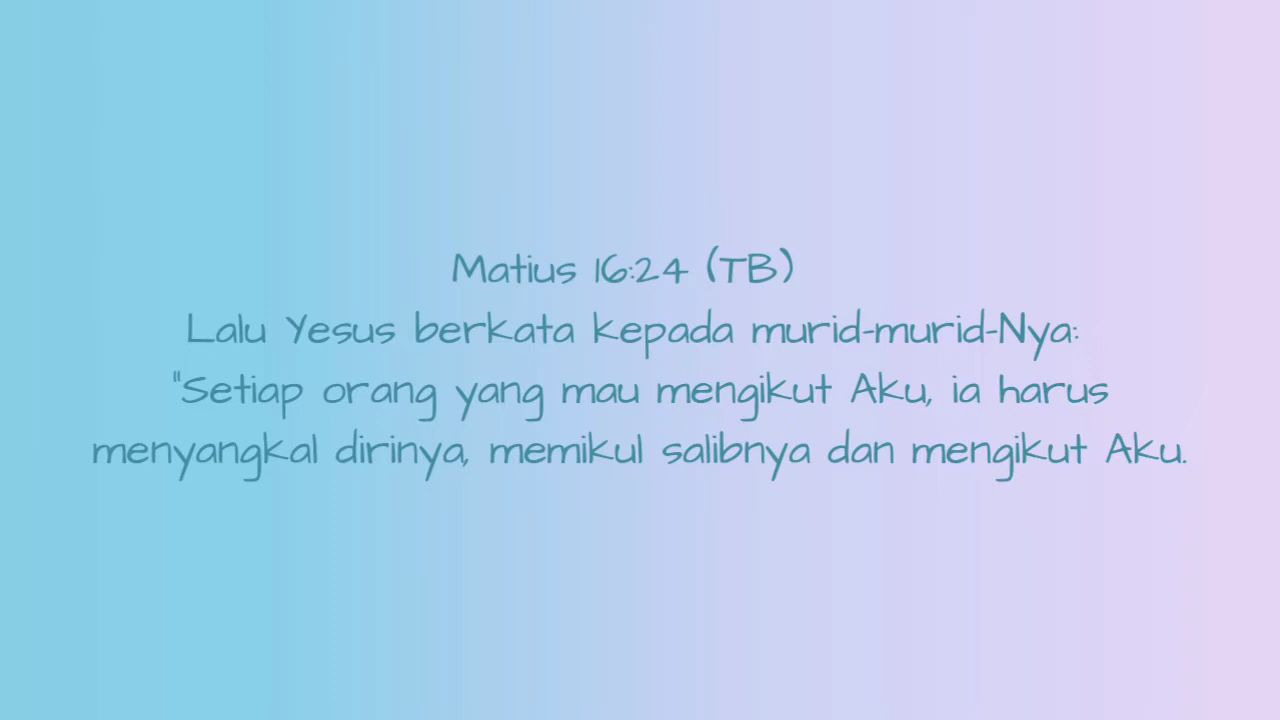 Matius 16:24 (TB)
Lalu Yesus berkata kepada murid-murid-Nya:
"Setiap orang yang mau mengikut Aku, ia harus
menyangkal dirinya, memikul salibnya dan mengikut Aku.